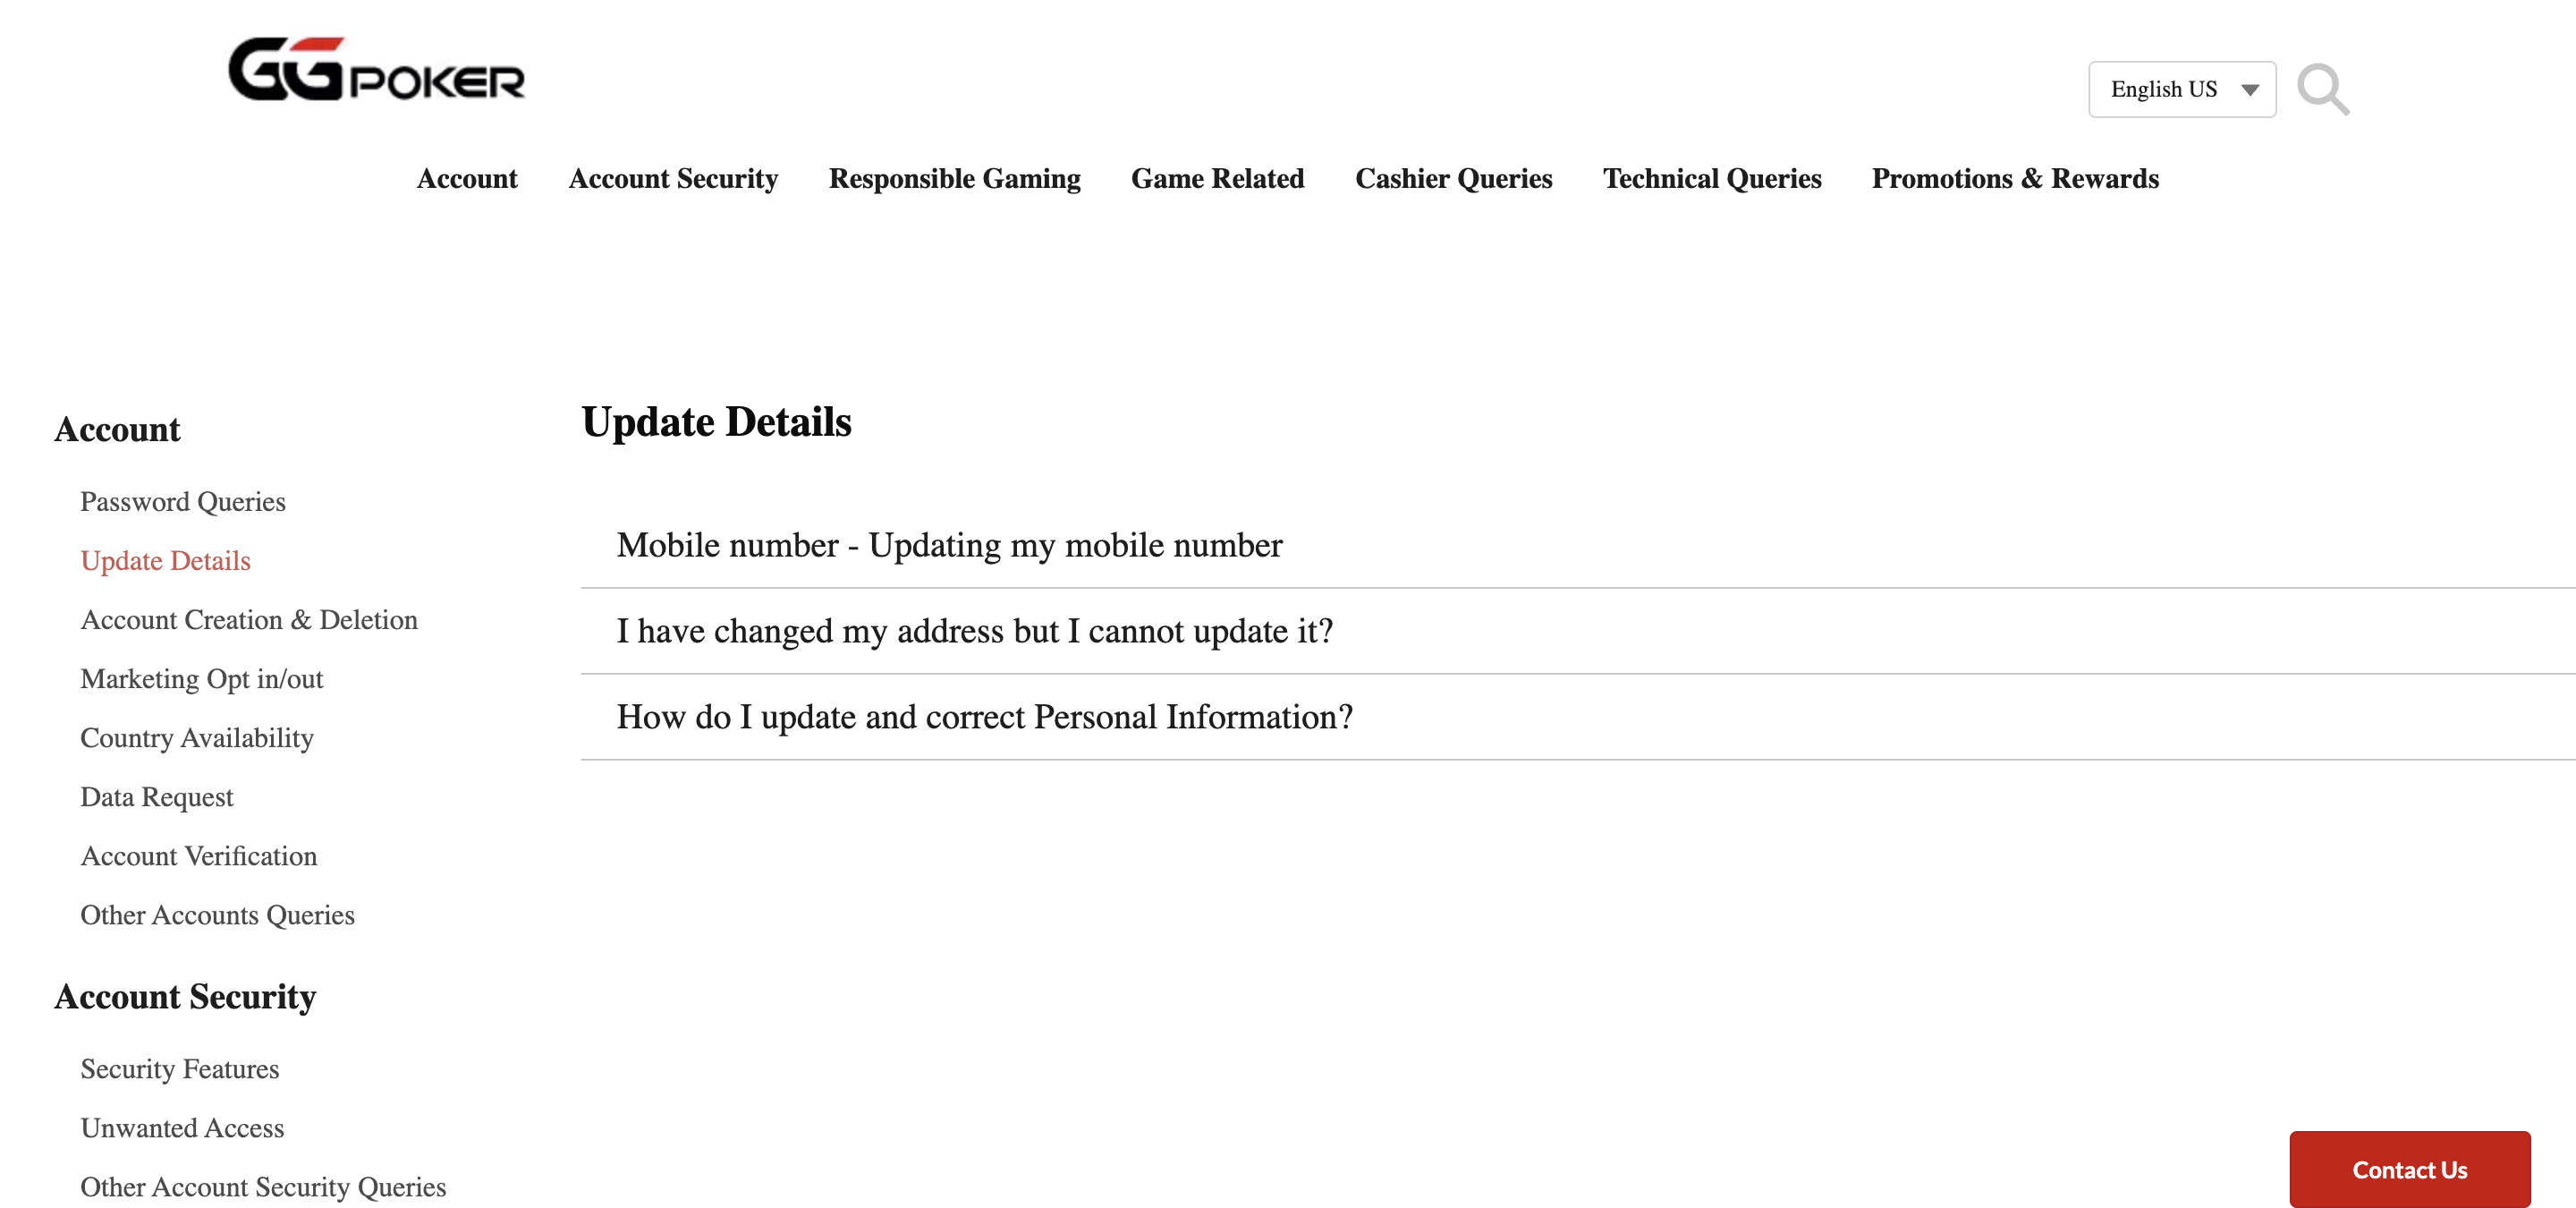 GGPOKER
English US
Account Account Security Responsible Gaming Game Related Cashier Queries Technical Queries Promotions & Rewards
Account
Password Queries
Update Details
Account Creation & Deletion
Marketing Opt in/out
Country Availability
Data Request
Account Verification
Other Accounts Queries
Account Security
Security Features
Unwanted Access
Other Account Security Queries
Update Details
Mobile number - Updating my mobile number
I have changed my address but I cannot update it?
How do I update and correct Personal Information?
Contact Us